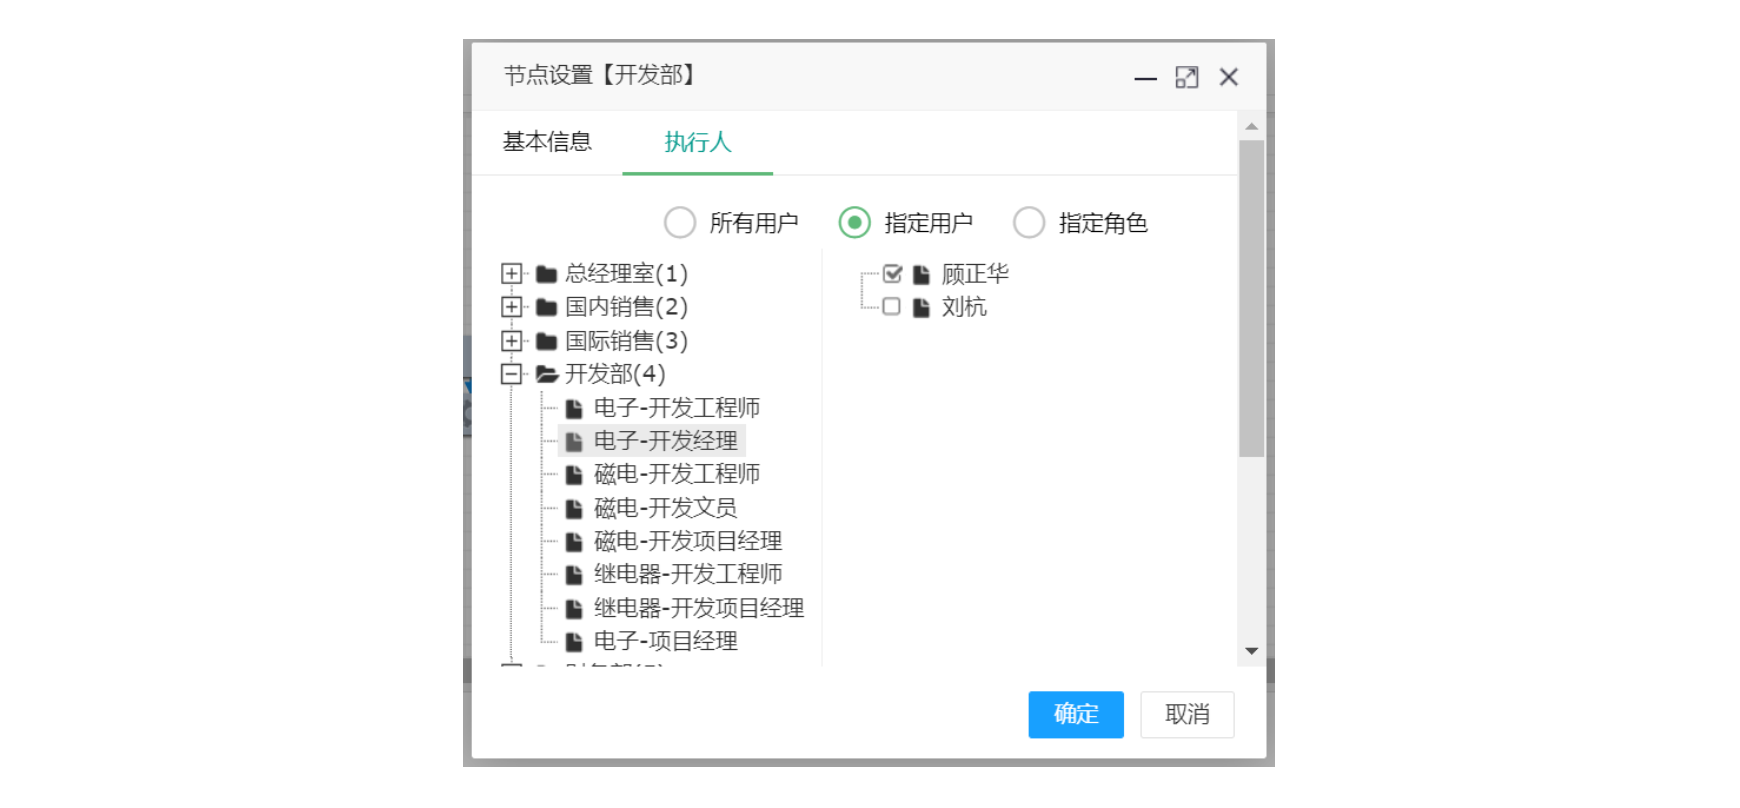 节点设置【开发部】
基本信息 执行人
所有用户 指定用户 指定角色
总经理室(1)
国内销售(2)
国际销售(3)
开发部(4)
电子-开发工程师
电子-开发经理
磁电-开发工程师
磁电-开发文员
磁电-开发项目经理
继电器-开发工程师
继电器-开发项目经理
电子-项目经理
顾正华
刘杭
确定 取消